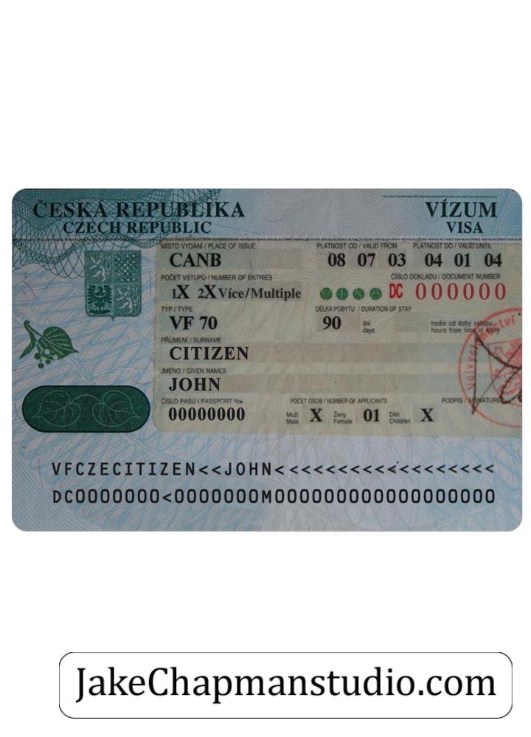 ČESKÁ REPUBLIKA
CZECH REPUBLIC
VÍZUM
VISA
MÍSTO VYDÁNÍ / PLACE OF ISSUE
CANB
PLATNOST OD / VALID FROM
08 07 03
PLATNOST DO / VALID UNTIL
04 01 04
POČET VSTUPŮ / NUMBER OF ENTRIES
1X 2X Více/Multiple
ČÍSLO DOKLADU / DOCUMENT NUMBER
DC 000000
TYP / TYPE
VF 70
DÉLKA POBYTU / DURATION OF STAY
90 dní
days
hodin od doby vstupu
hours from time of entry
PŘÍJMENÍ / SURNAME
CITIZEN
JMÉNO / GIVEN NAMES
JOHN
ČÍSLO PASU / PASSPORT No.
00000000
POČET OSOB / NUMBER OF APPLICANTS
Muži X Ženy 01 Děti X
Male Female Children
PODPIS / SIGNATURE
VFCZECITIZEN<<JOHN<<<<<<<<<<<<<<<<<<
DC0000000<0000000M000000000000000000
JakeChapmanstudio.com